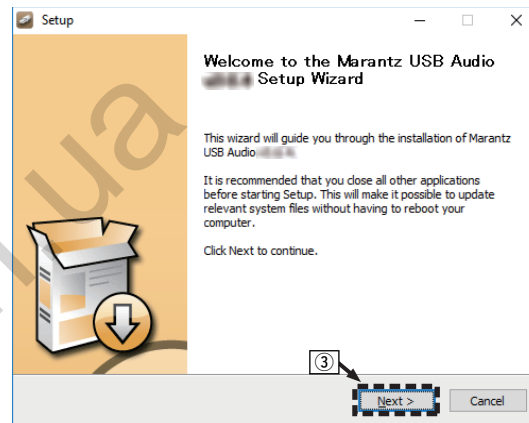 Setup
Welcome to the Marantz USB Audio
Setup Wizard
This wizard will guide you through the installation of Marantz
USB Audio
It is recommended that you close all other applications
before starting Setup. This will make it possible to update
relevant system files without having to reboot your
computer.
Click Next to continue.
③
Next >
Cancel
ua